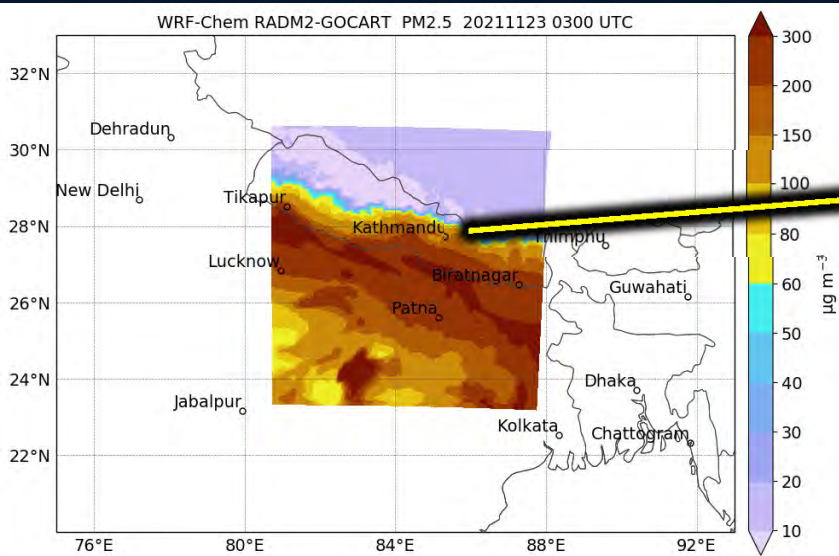 WRF-Chem RADM2-GOCART PM2.5 20211123 0300 UTC
300
32°N
200
Dehradun
150
30°N
New Delhi
100
Tikapur
28°N
Kathmandu
80
Thimphu
Lucknow
Biratnagar
60
Guwahati
µg m⁻³
26°N
Patna
50
24°N
Dhaka
40
Jabalpur
Kolkata
Chattogram
30
22°N
20
10
76°E
80°E
84°E
88°E
92°E